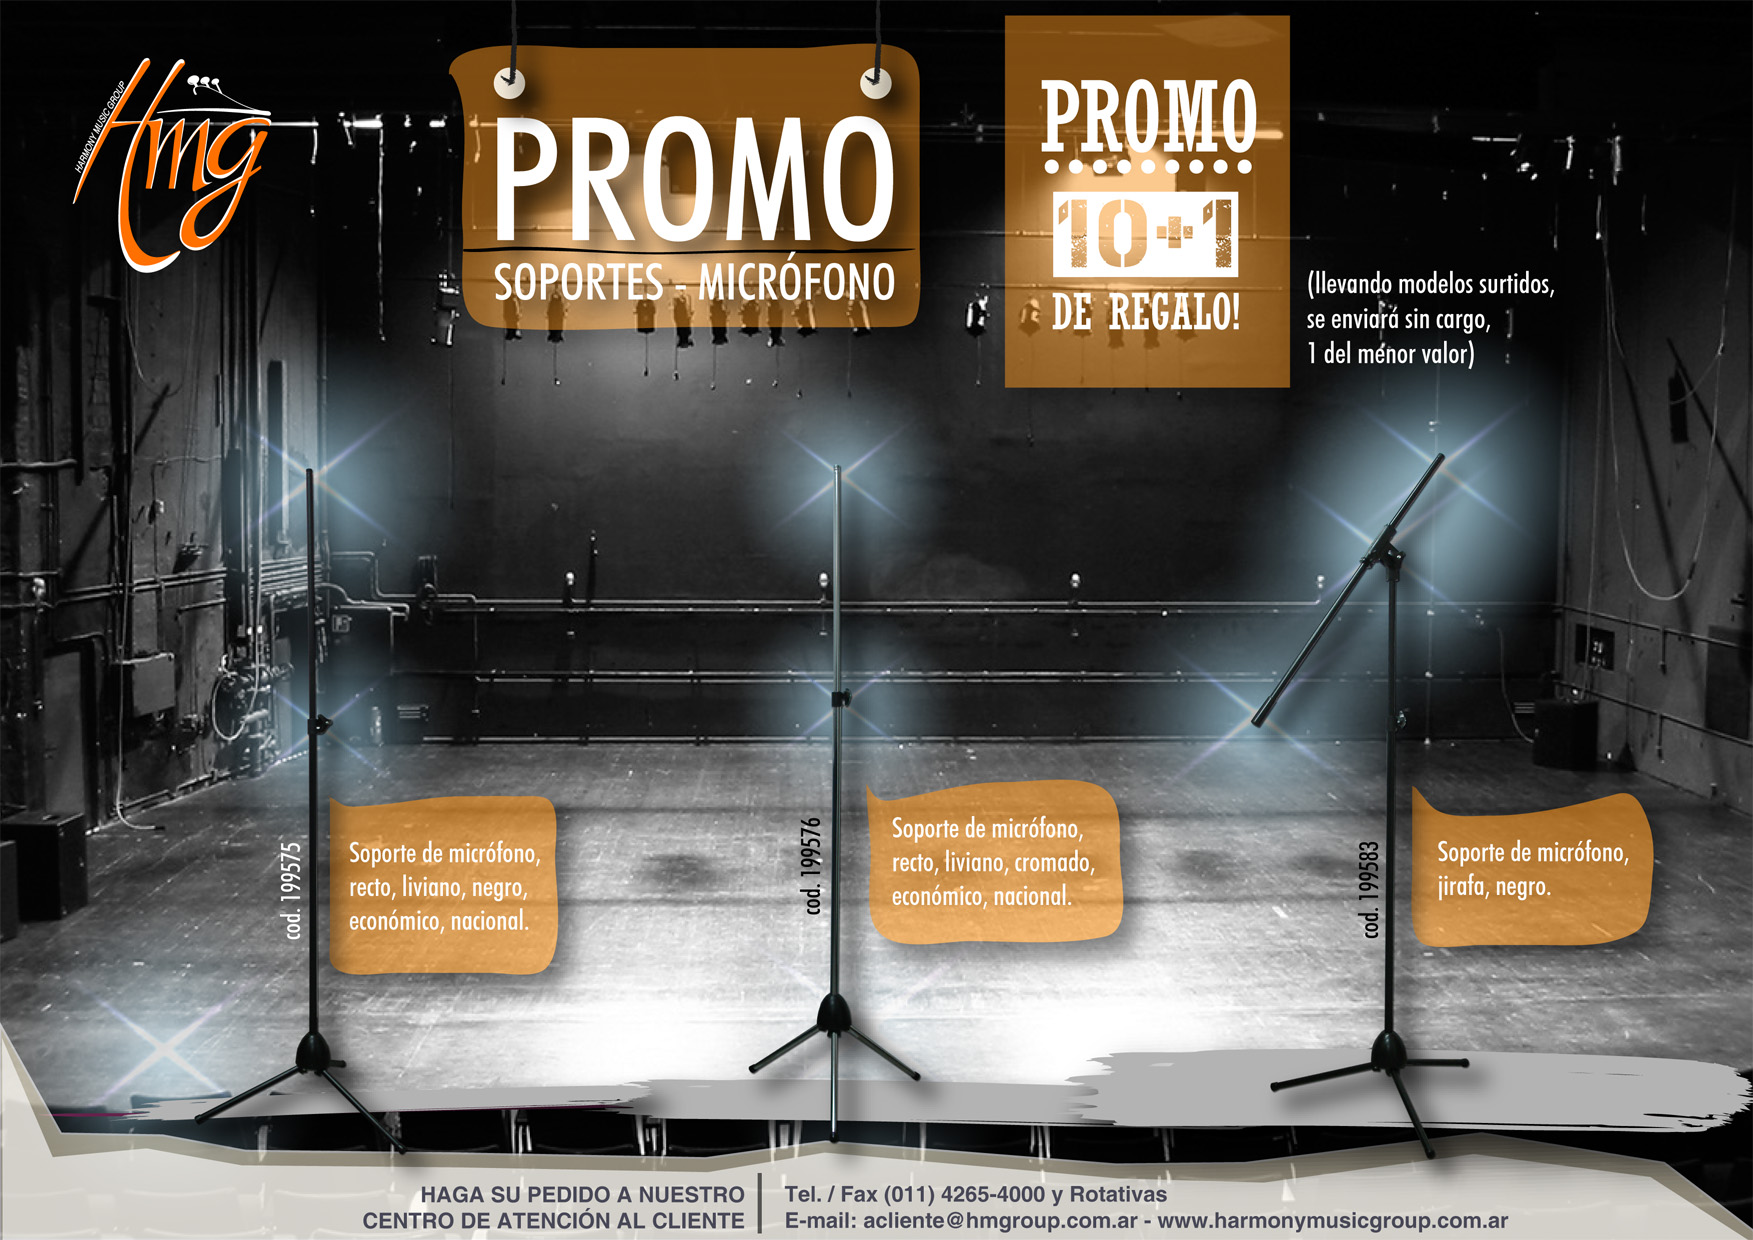 HARMONY MUSIC GROUP
Hmg
PROMO
SOPORTES - MICRÓFONO
PROMO
10+1
DE REGALO!
(llevando modelos surtidos,
se enviará sin cargo,
1 del menor valor)
cod. 199575
Soporte de micrófono,
recto, liviano, negro,
económico, nacional.
cod. 199576
Soporte de micrófono,
recto, liviano, cromado,
económico, nacional.
cod. 199583
Soporte de micrófono,
jirafa, negro.
HAGA SU PEDIDO A NUESTRO
CENTRO DE ATENCIÓN AL CLIENTE
Tel. / Fax (011) 4265-4000 y Rotativas
E-mail: acliente@hmgroup.com.ar - www.harmonymusicgroup.com.ar